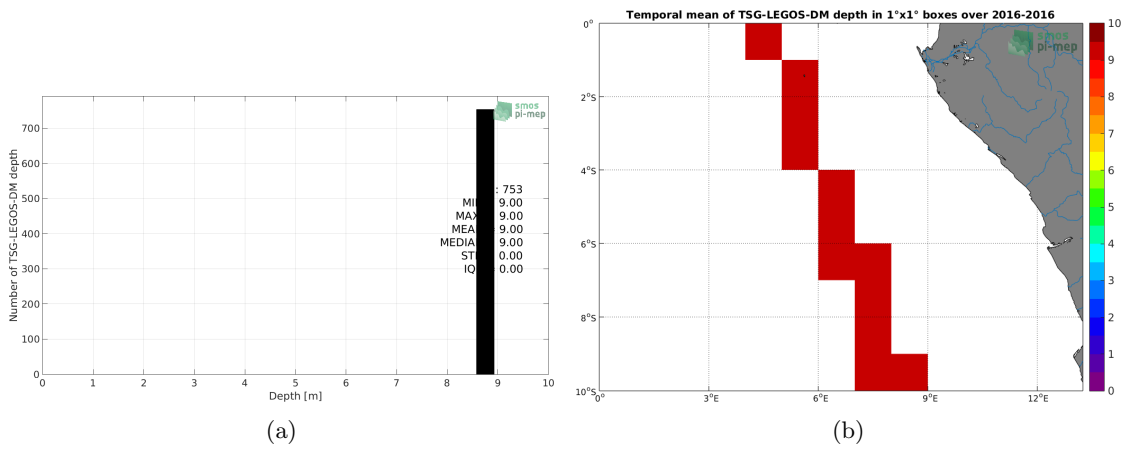 Temporal mean of TSG-LEGOS-DM depth in 1°x1° boxes over 2016-2016
smos
pi-mep
700
600
500
400
300
200
100
0
Number of TSG-LEGOS-DM depth
: 753
9.00
9.00
9.00
MEDIA 9.00
0.00
0.00
0 1 2 3 4 5 6 7 8 9 10
Depth [m]
smos
pi-mep
0°
2°S
4°S
6°S
8°S
10°S
0° 3°E 6°E 9°E 12°E
10
9
8
7
6
5
4
3
2
1
0
(a)
(b)